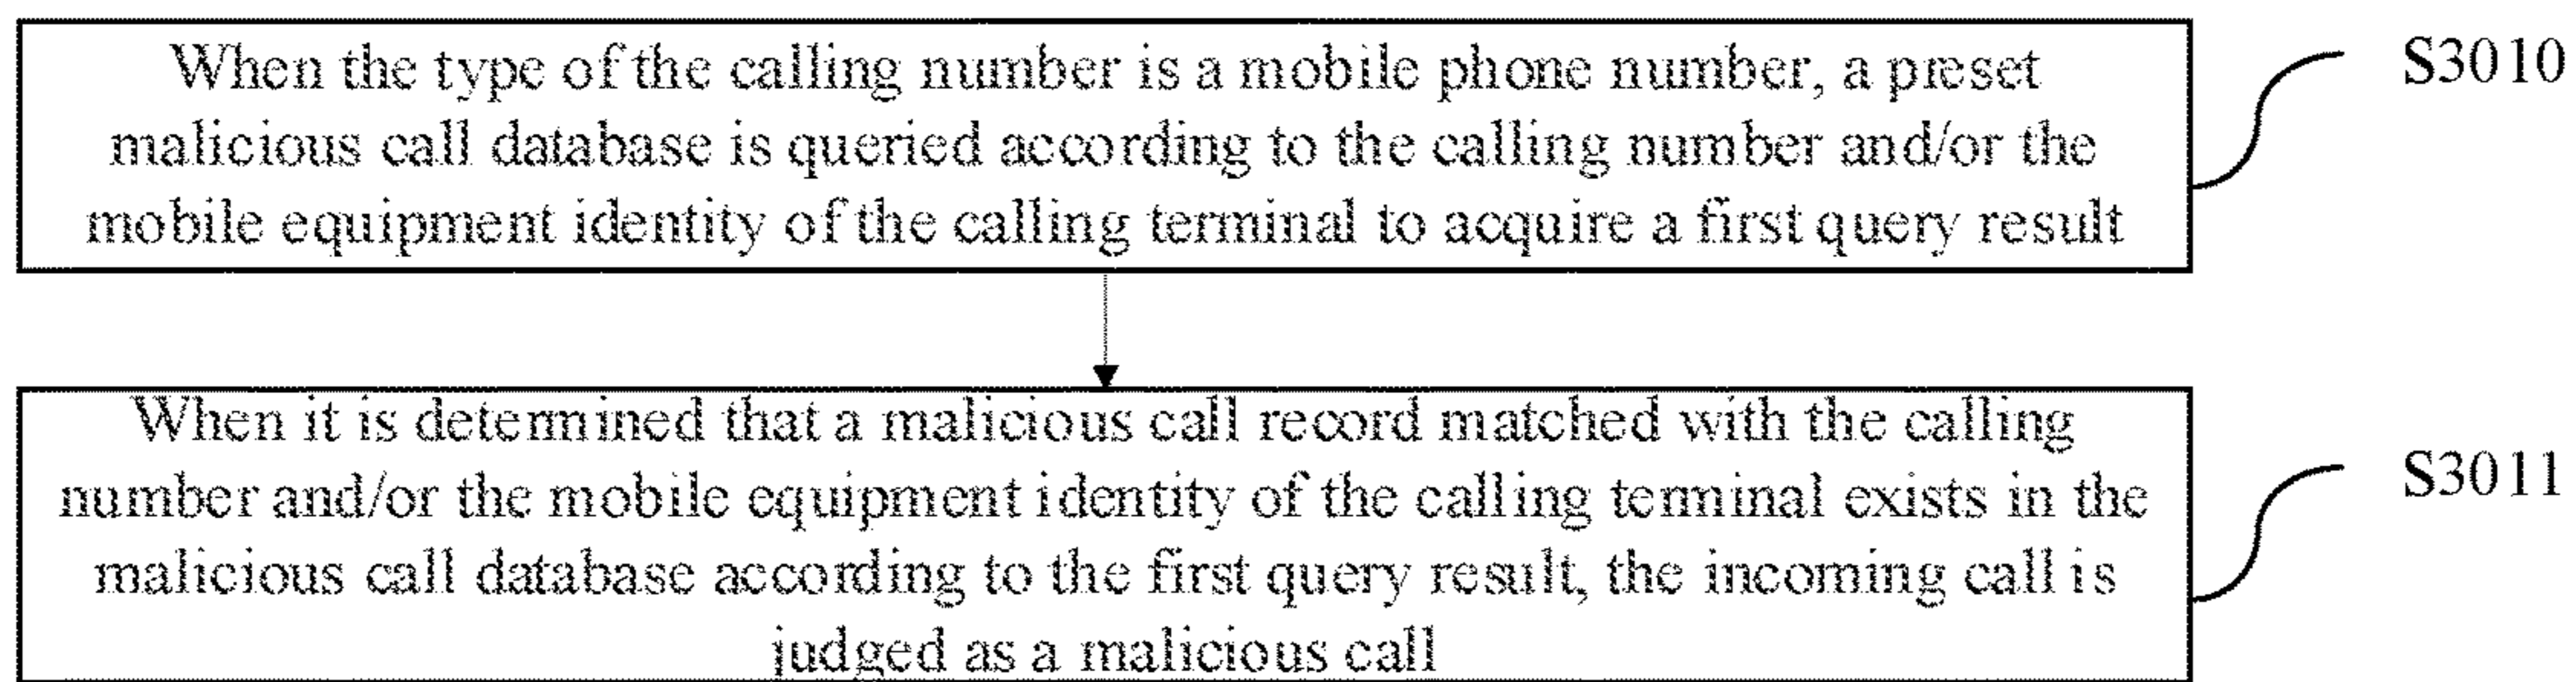 When the type of the calling number is a mobile phone number, a preset
malicious call database is queried according to the calling number and/or the
mobile equipment identity of the calling terminal to acquire a first query result
S3010
When it is determined that a malicious call record matched with the calling
number and/or the mobile equipment identity of the calling terminal exists in the
malicious call database according to the first query result, the incoming call is
judged as a malicious call
S3011